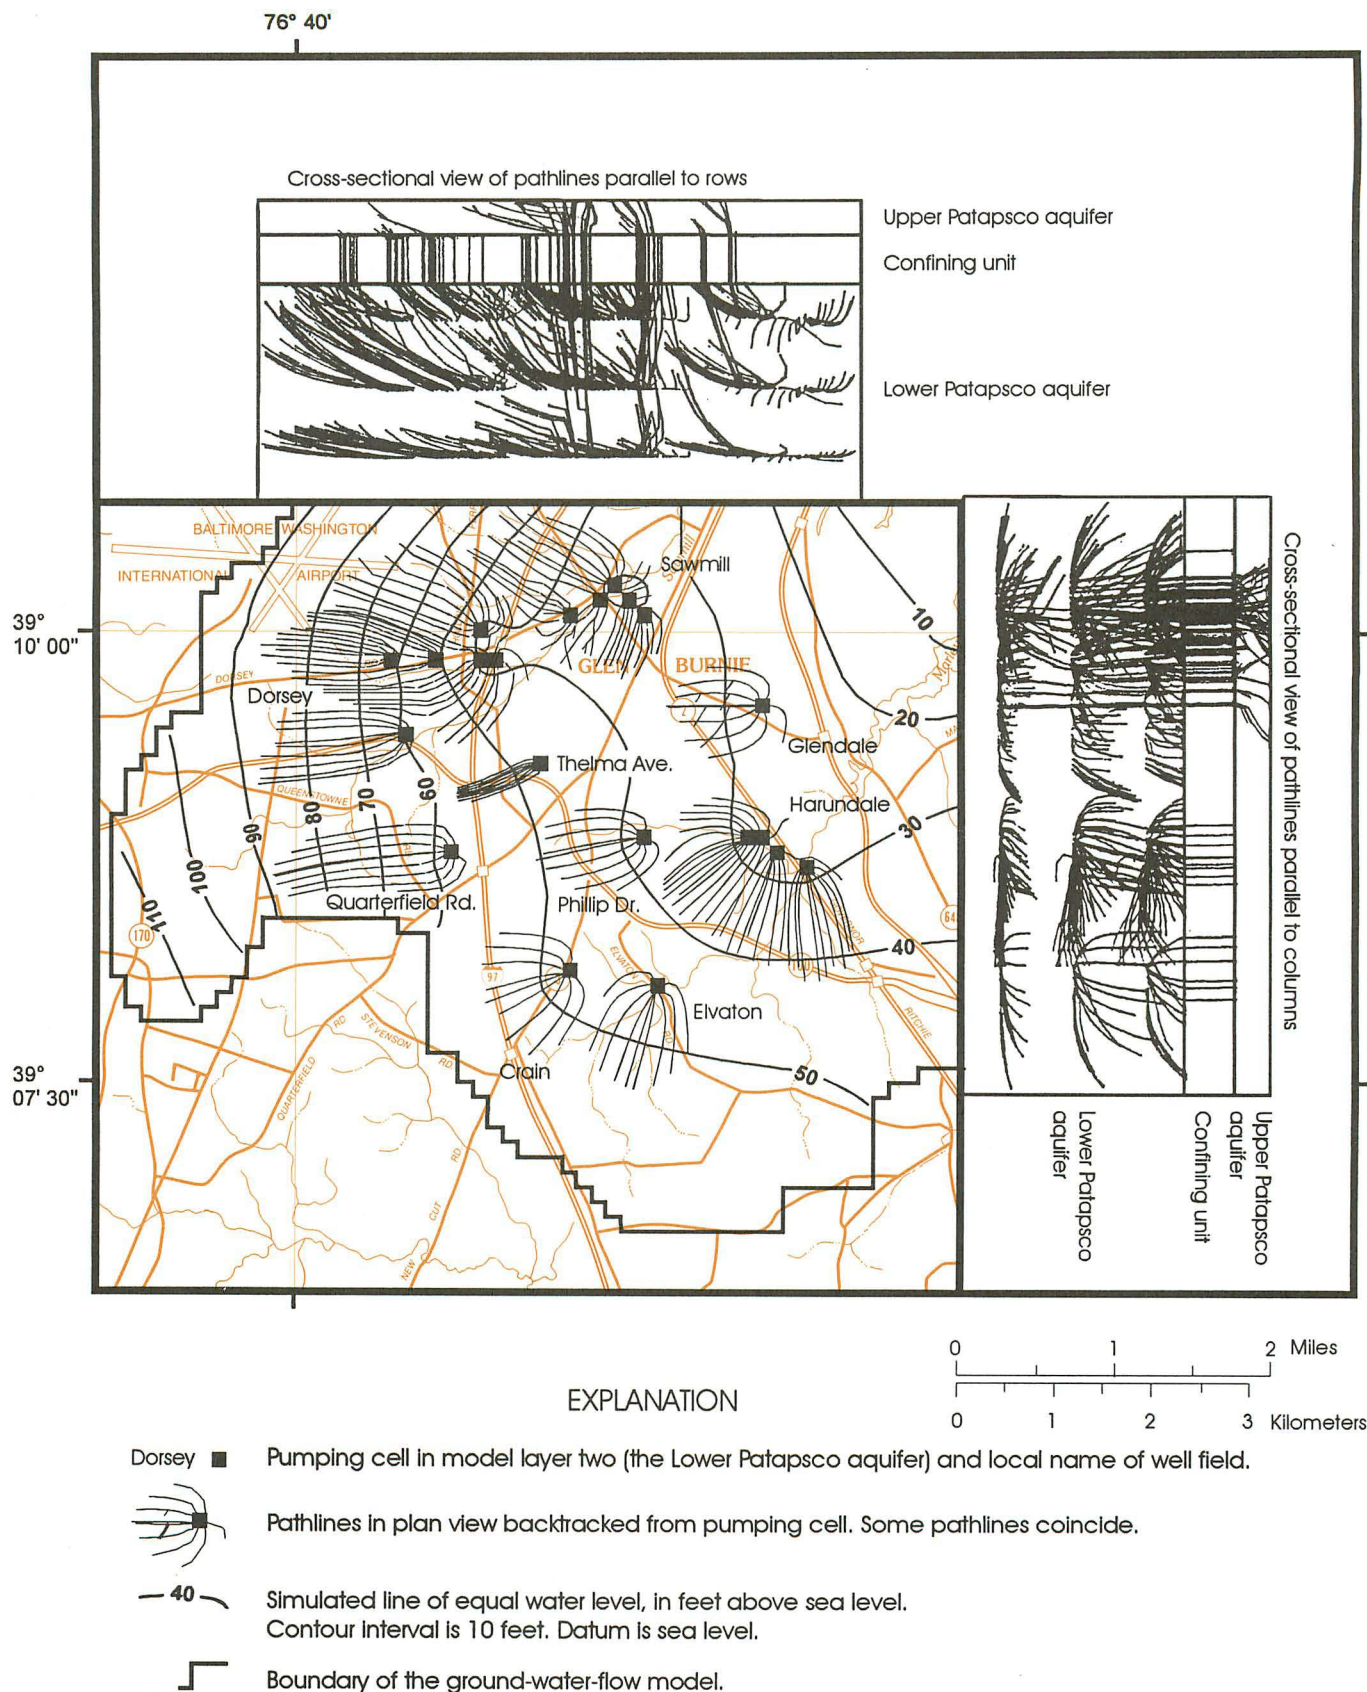 76° 40'
Cross-sectional view of pathlines parallel to rows
Upper Patapsco aquifer
Confining unit
Lower Patapsco aquifer
BALTIMORE WASHINGTON
INTERNATIONAL AIRPORT
Sawmill
39°
10' 00"
10
GLEN BURNIE
DORSEY
Dorsey
20
Glendale
Thelma Ave.
QUEENSTOWNE
Harundale
60
70
80
90
100
110
30
Quarterfield Rd.
Phillip Dr.
170
648
40
100
97
ELVATON
RD
Elvaton
RITCHIE
RD
STEVENSON
RD
Crain
50
39°
07' 30"
QUARTERFIELD
RD
CUT
NEW
Cross-sectional view of pathlines parallel to columns
Lower Patapsco
aquifer
Confining unit
Upper Patapsco
aquifer
0 1 2 Miles
0 1 2 3 Kilometers
EXPLANATION
Dorsey Pumping cell in model layer two (the Lower Patapsco aquifer) and local name of well field.
Pathlines in plan view backtracked from pumping cell. Some pathlines coincide.
40 Simulated line of equal water level, in feet above sea level.
Contour interval is 10 feet. Datum is sea level.
Boundary of the ground-water-flow model.